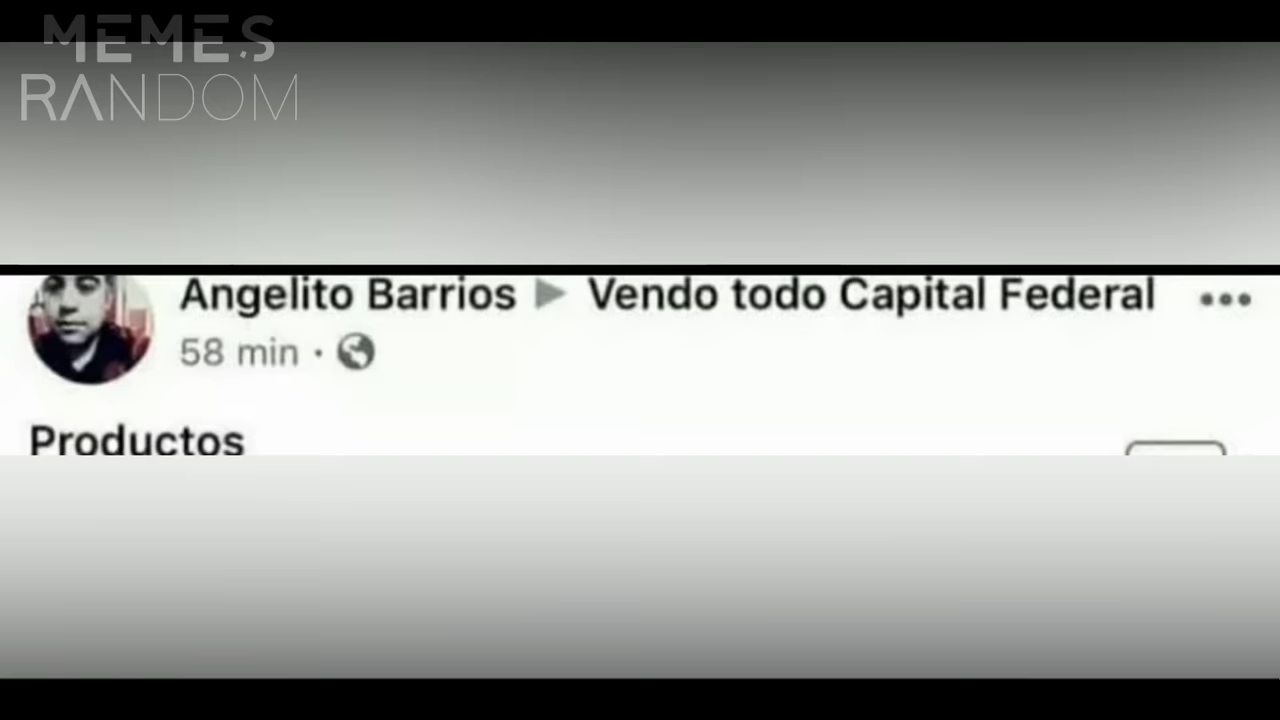 MEMES
RANDOM
Angelito Barrios ▶ Vendo todo Capital Federal
58 min ·
Productos